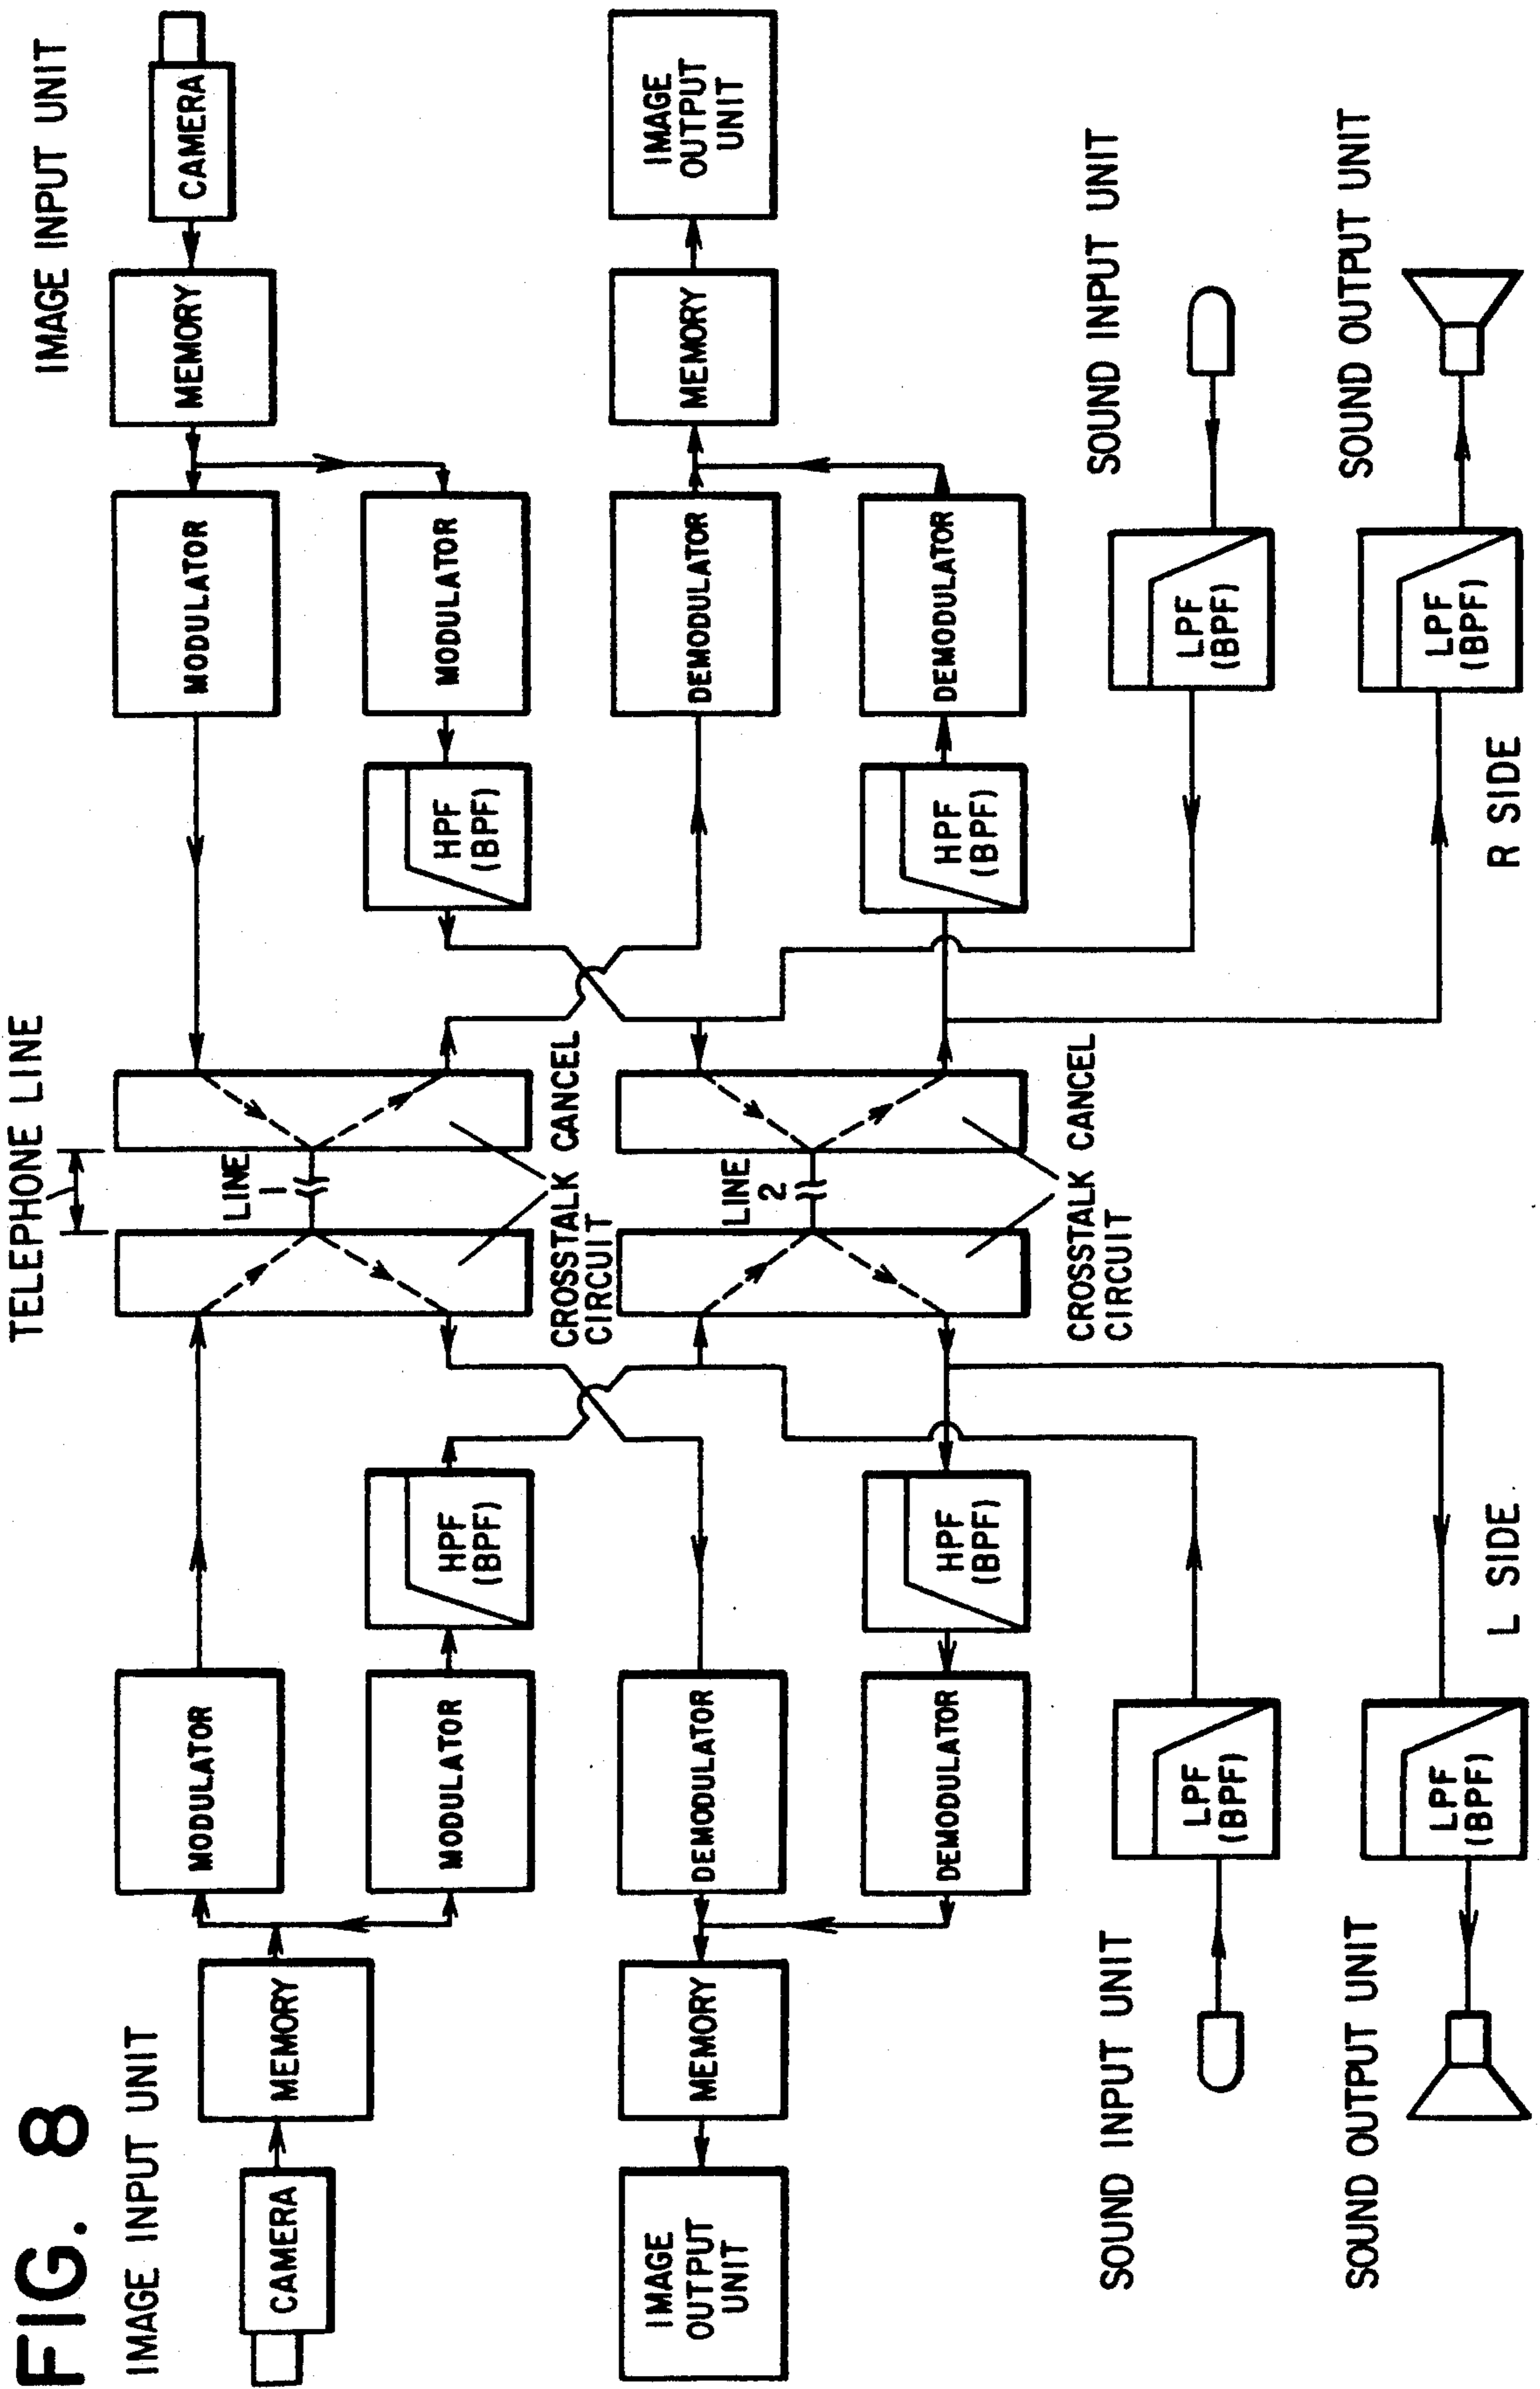 FIG. 8
IMAGE INPUT UNIT
TELEPHONE LINE
IMAGE INPUT UNIT
CAMERA
MEMORY
MODULATOR
LINE
1
MODULATOR
MEMORY
CAMERA
MODULATOR
HPF
(BPF)
HPF
(BPF)
MODULATOR
CROSSTALK CANCEL
CIRCUIT
IMAGE
OUTPUT
UNIT
MEMORY
DEMODULATOR
LINE
2
DEMODULATOR
MEMORY
IMAGE
OUTPUT
UNIT
DEMODULATOR
HPF
(BPF)
HPF
(BPF)
DEMODULATOR
CROSSTALK CANCEL
CIRCUIT
SOUND INPUT UNIT
SOUND INPUT UNIT
LPF
(BPF)
LPF
(BPF)
SOUND OUTPUT UNIT
SOUND OUTPUT UNIT
LPF
(BPF)
LPF
(BPF)
L SIDE
R SIDE